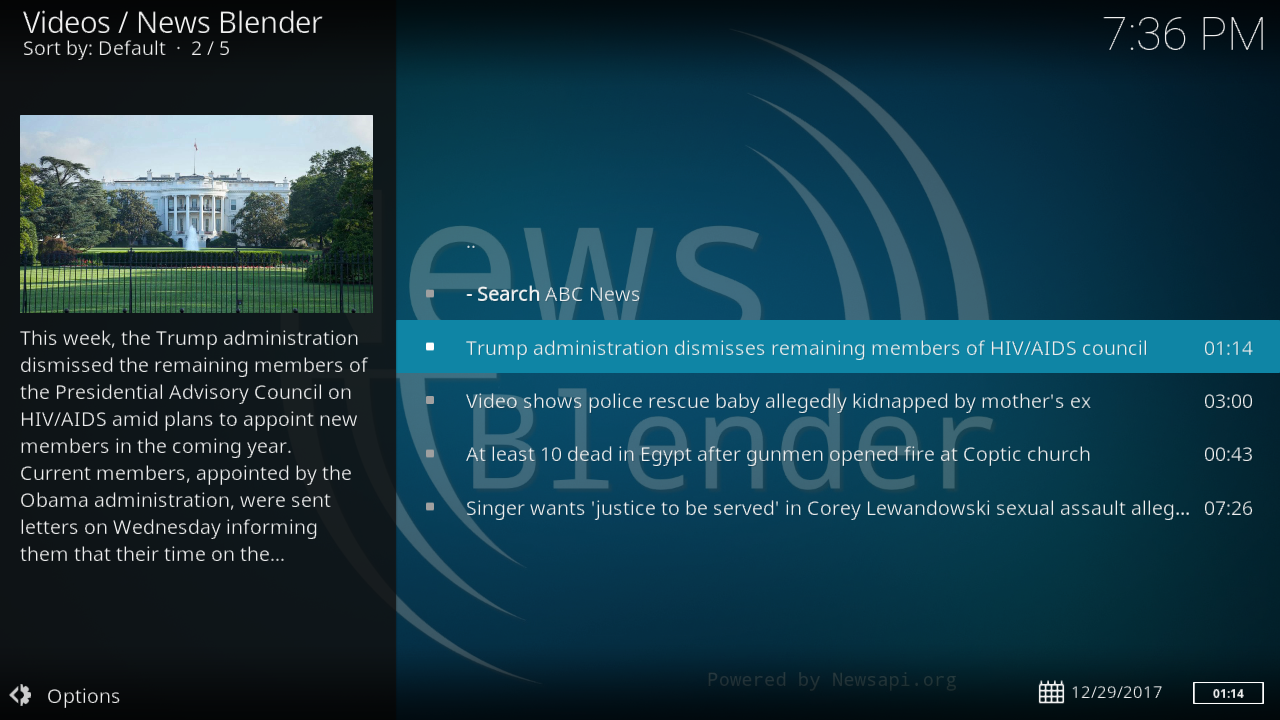 Videos / News Blender
Sort by: Default · 2 / 5
7:36 PM
This week, the Trump administration
dismissed the remaining members of
the Presidential Advisory Council on
HIV/AIDS amid plans to appoint new
members in the coming year.
Current members, appointed by the
Obama administration, were sent
letters on Wednesday informing
them that their time on the...
ews
Blender
..
- Search ABC News
Trump administration dismisses remaining members of HIV/AIDS council 01:14
Video shows police rescue baby allegedly kidnapped by mother's ex 03:00
At least 10 dead in Egypt after gunmen opened fire at Coptic church 00:43
Singer wants 'justice to be served' in Corey Lewandowski sexual assault alleg... 07:26
Powered by Newsapi.org
Options
12/29/2017
01:14